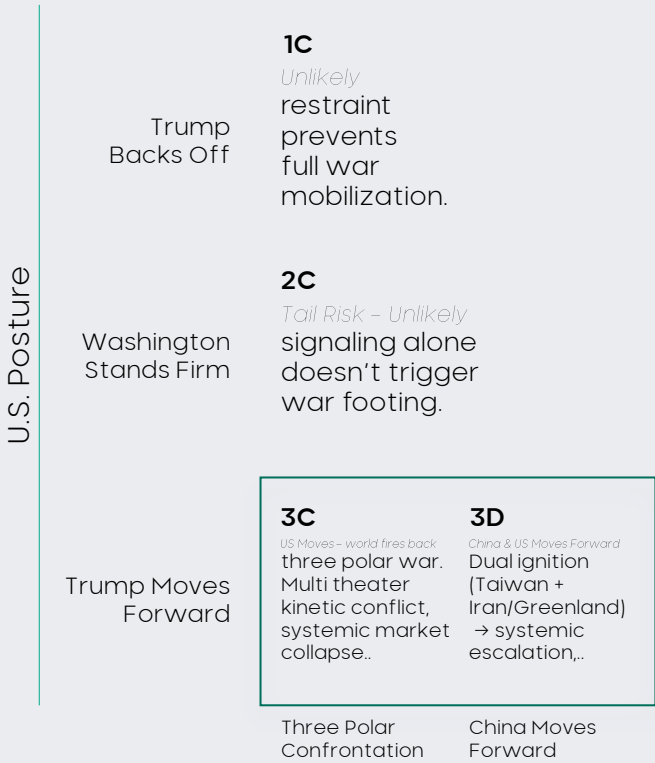 U.S. Posture
Trump
Backs Off
1C
Unlikely
restraint
prevents
full war
mobilization.
Washington
Stands Firm
2C
Tail Risk – Unlikely
signaling alone
doesn't trigger
war footing.
Trump Moves
Forward
3C
US Moves – world fires back
three polar war.
Multi theater
kinetic conflict,
systemic market
collapse..
3D
China & US Moves Forward
Dual ignition
(Taiwan +
Iran/Greenland)
→ systemic
escalation,..
Three Polar
Confrontation
China Moves
Forward